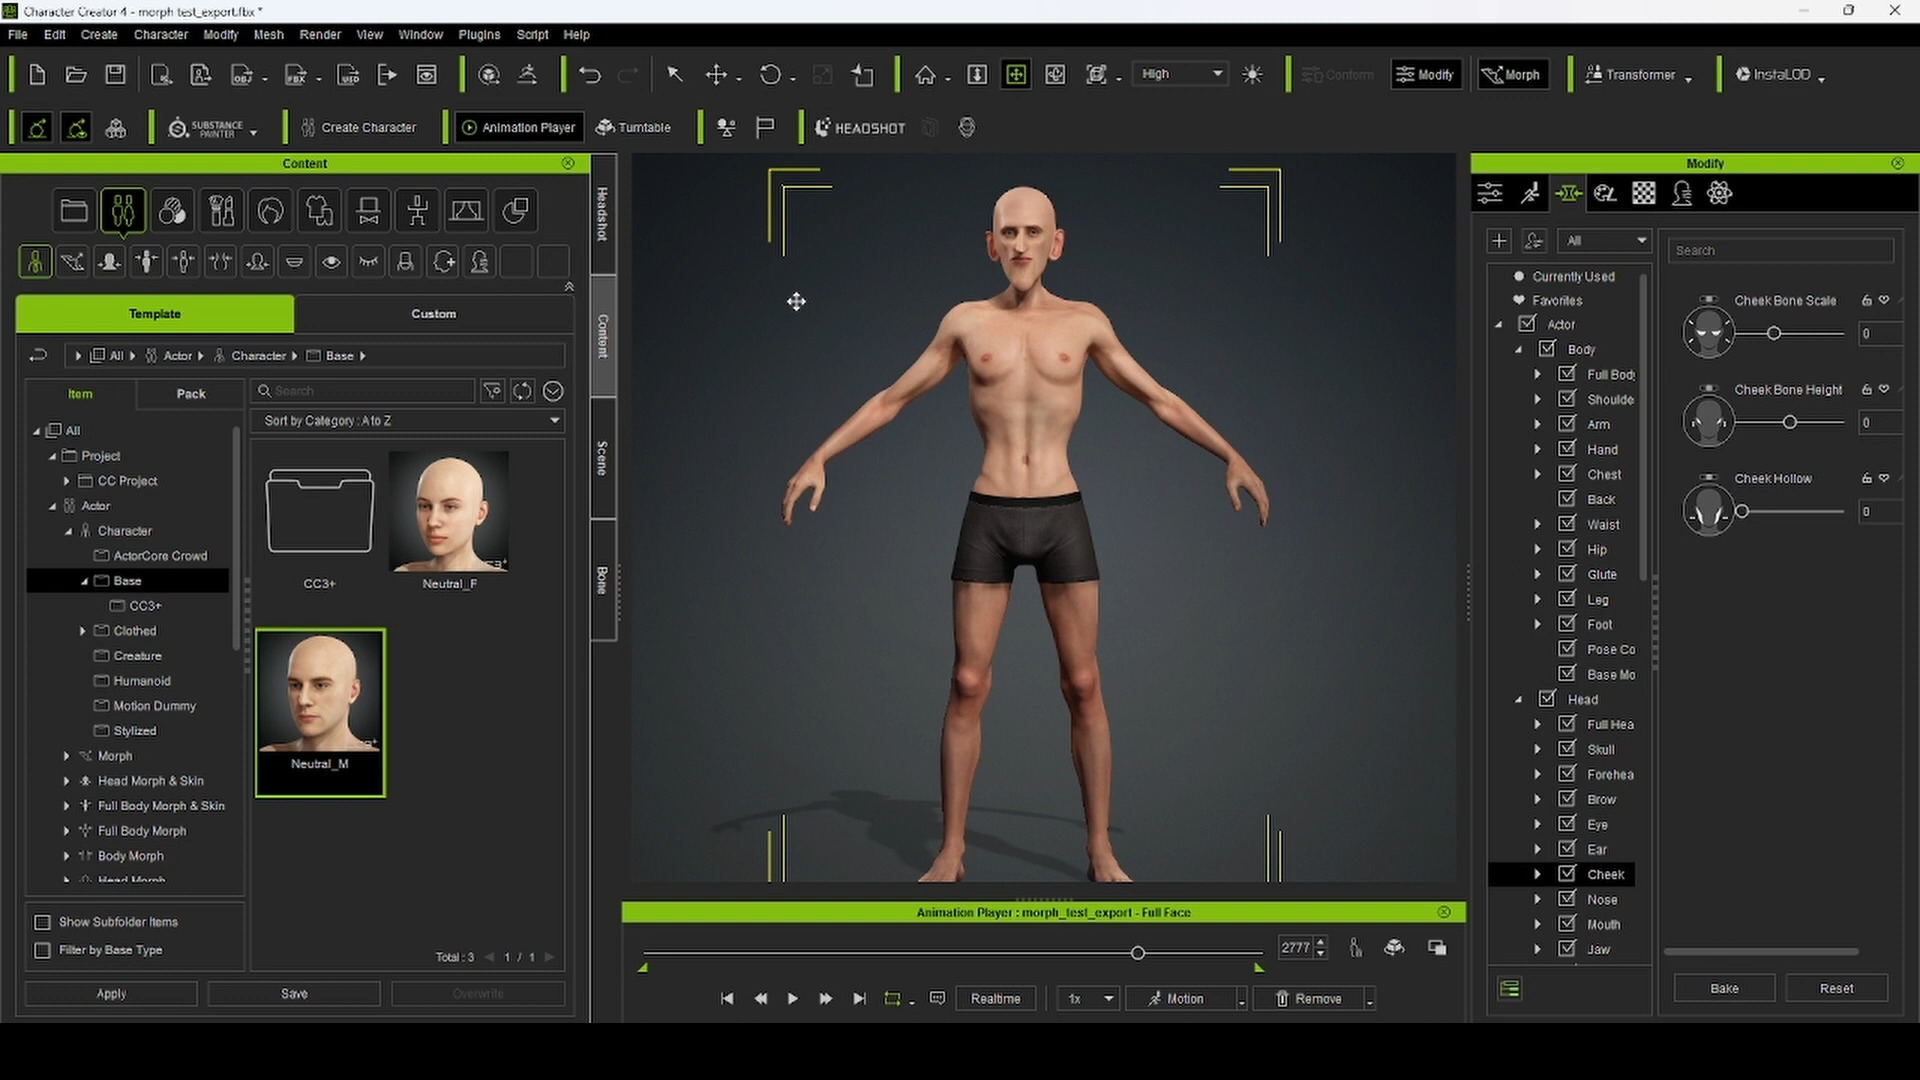 Character Creator 4 - morph test_export.fbx *
File Edit Create Character Modify Mesh Render View Window Plugins Script Help
High
Conform
Modify
Morph
Transformer
InstaLOD
SUBSTANCE PAINTER
Create Character
Animation Player
Turntable
HEADSHOT
Content
Template
Custom
All
Actor
Character
Base
Item
Pack
Search
Sort by Category : A to Z
All
Project
CC Project
Actor
Character
ActorCore Crowd
Base
CC3+
Clothed
Creature
Humanoid
Motion Dummy
Stylized
Morph
Head Morph & Skin
Full Body Morph & Skin
Full Body Morph
Body Morph
Head Morph
CC3+
Neutral_F
Neutral_M
Show Subfolder Items
Filter by Base Type
Total : 3
1 / 1
Apply
Save
Overwrite
Headshot
Content
Scene
Bone
Animation Player : morph_test_export - Full Face
2777
Realtime
1x
Motion
Remove
Modify
All
Currently Used
Favorites
Actor
Body
Full Body
Shoulde
Arm
Hand
Chest
Back
Waist
Hip
Glute
Leg
Foot
Pose Co
Base Mo
Head
Full Hea
Skull
Forehea
Brow
Eye
Ear
Cheek
Nose
Mouth
Jaw
Search
Cheek Bone Scale
0
Cheek Bone Height
0
Cheek Hollow
0
Bake
Reset